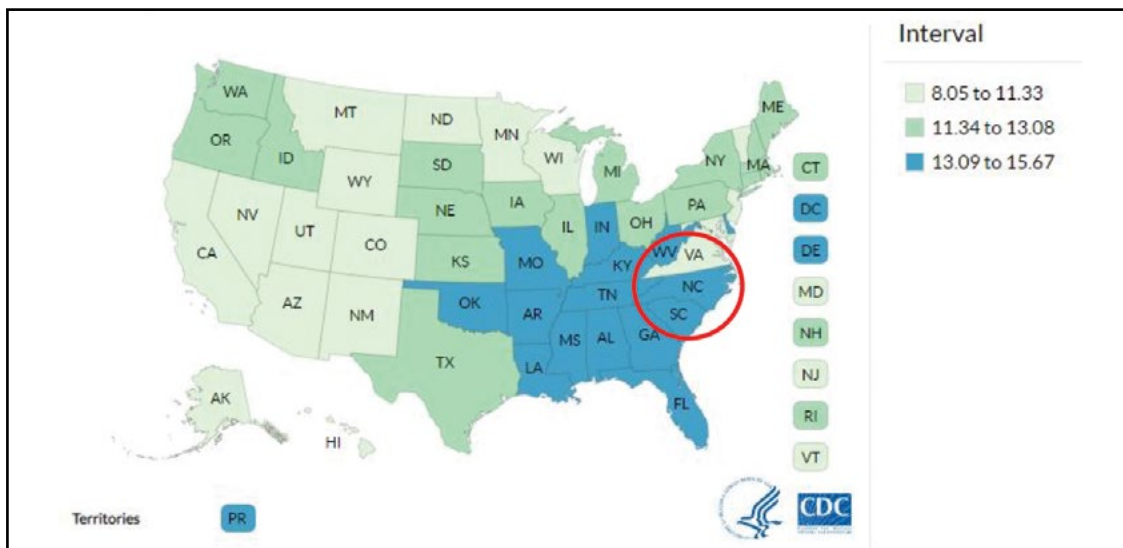 Interval
8.05 to 11.33
11.34 to 13.08
13.09 to 15.67
WA
MT
ND
MN
ME
OR
ID
SD
WI
NY
MA
WY
MI
CT
NE
IA
PA
NV
IL
IN
OH
DC
UT
CO
WV
VA
DE
CA
KS
MO
KY
NC
MD
AZ
NM
OK
AR
TN
SC
NH
TX
MS
AL
GA
NJ
LA
AK
HI
FL
RI
VT
Territories
PR
CDC